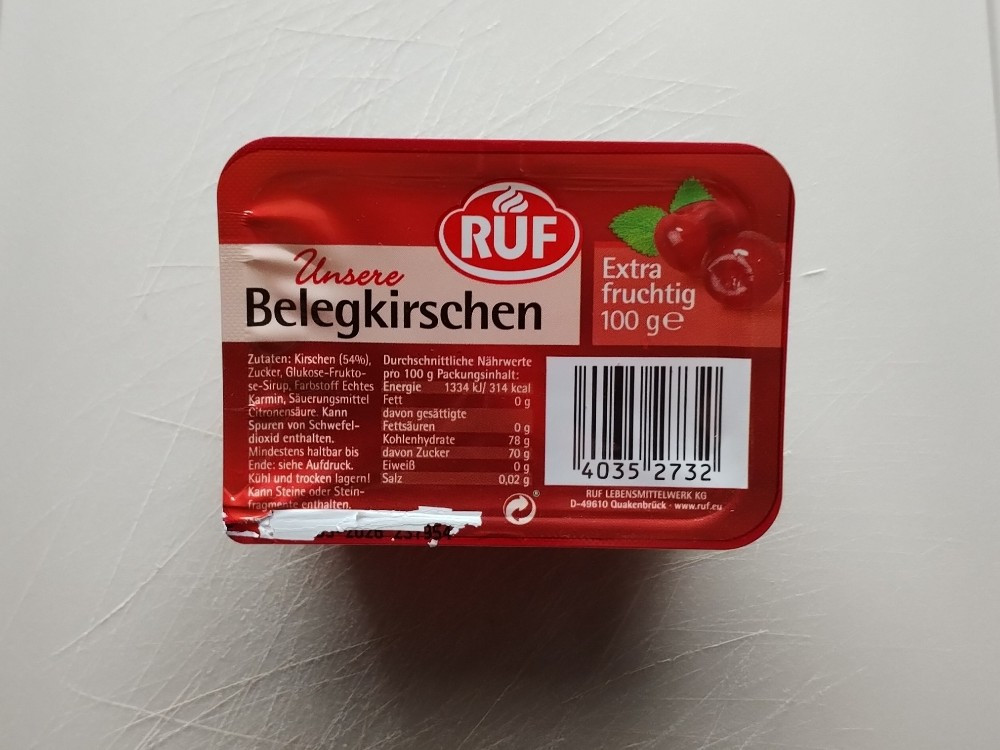 RUF
Unsere
Belegkirschen
Extra
fruchtig
100 g℮
Zutaten: Kirschen (54%),
Zucker, Glukose-Frukto-
se-Sirup, Farbstoff Echtes
Karmin, Säuerungsmittel
Citronensäure. Kann
Spuren von Schwefel-
dioxid enthalten.
Mindestens haltbar bis
Ende: siehe Aufdruck.
Kühl und trocken lagern!
Kann Steine oder Stein-
fragmente enthalten.
Durchschnittliche Nährwerte
pro 100 g Packungsinhalt:
Energie 1334 kJ/ 314 kcal
Fett 0 g
davon gesättigte
Fettsäuren 0 g
Kohlenhydrate 78 g
davon Zucker 70 g
Eiweiß 0 g
Salz 0,02 g
4035 2732
RUF LEBENSMITTELWERK KG
D-49610 Quakenbrück · www.ruf.eu
2026